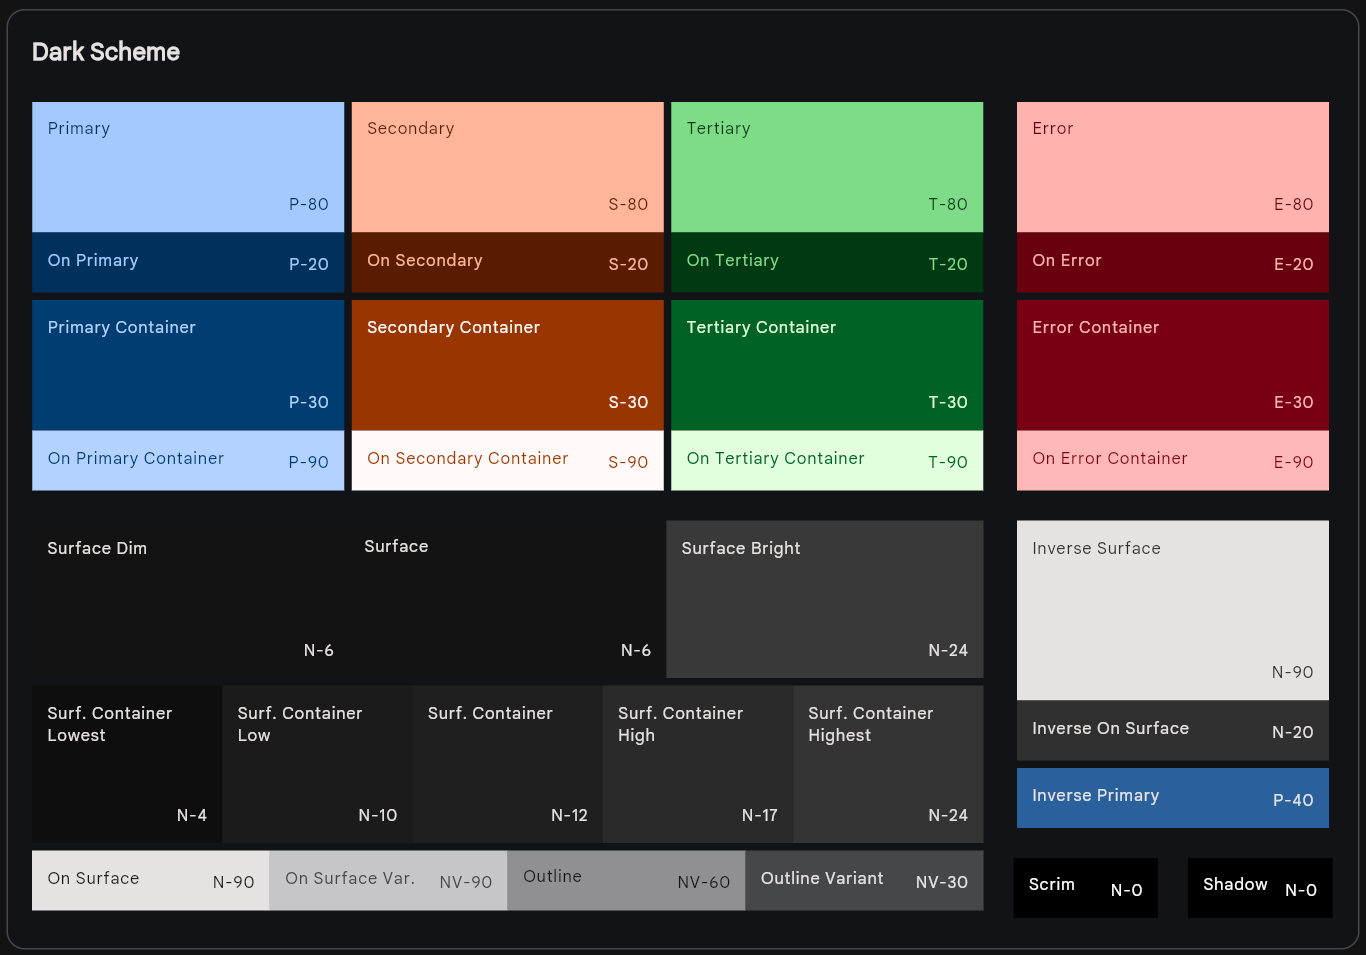 Dark Scheme
Primary
P-80
On Primary
P-20
Secondary
S-80
On Secondary
S-20
Tertiary
T-80
On Tertiary
T-20
Error
E-80
On Error
E-20
Primary Container
P-30
On Primary Container
P-90
Secondary Container
S-30
On Secondary Container
S-90
Tertiary Container
T-30
On Tertiary Container
T-90
Error Container
E-30
On Error Container
E-90
Surface Dim
N-6
Surface
N-6
Surface Bright
N-24
Surf. Container
Lowest
N-4
Surf. Container
Low
N-10
Surf. Container
N-12
Surf. Container
High
N-17
Surf. Container
Highest
N-24
On Surface
N-90
On Surface Var.
NV-90
Outline
NV-60
Outline Variant
NV-30
Inverse Surface
N-90
Inverse On Surface
N-20
Inverse Primary
P-40
Scrim
N-0
Shadow
N-0